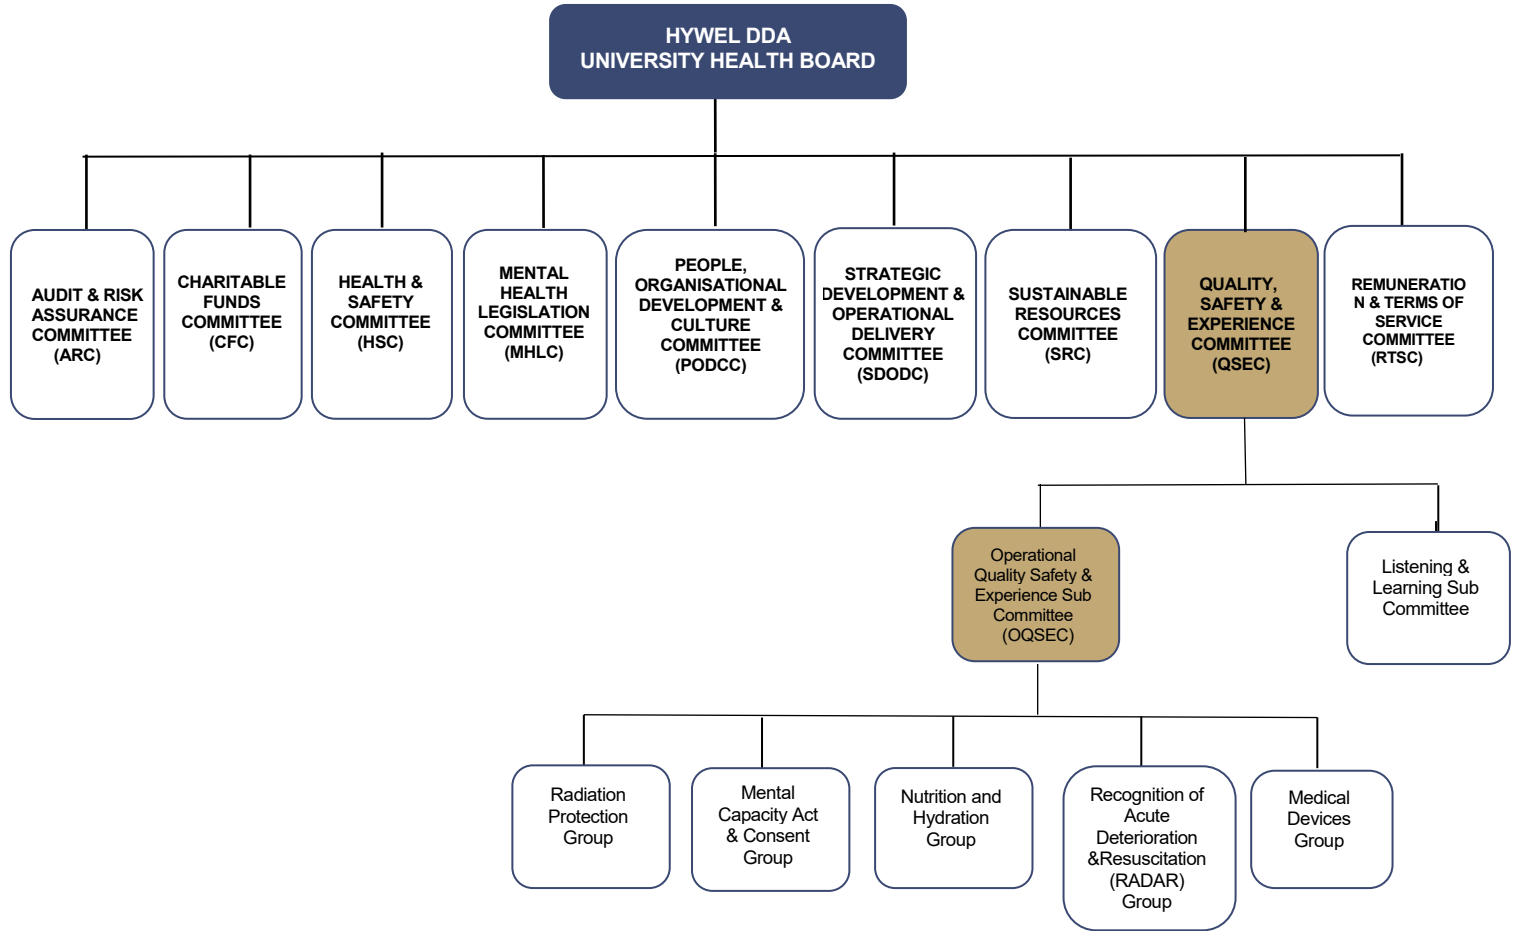 HYWEL DDA
UNIVERSITY HEALTH BOARD
AUDIT & RISK
ASSURANCE
COMMITTEE
(ARC)
CHARITABLE
FUNDS
COMMITTEE
(CFC)
HEALTH &
SAFETY
COMMITTEE
(HSC)
MENTAL
HEALTH
LEGISLATION
COMMITTEE
(MHLC)
PEOPLE,
ORGANISATIONAL
DEVELOPMENT &
CULTURE
COMMITTEE
(PODCC)
STRATEGIC
DEVELOPMENT &
OPERATIONAL
DELIVERY
COMMITTEE
(SDODC)
SUSTAINABLE
RESOURCES
COMMITTEE
(SRC)
QUALITY,
SAFETY &
EXPERIENCE
COMMITTEE
(QSEC)
REMUNERATIO
N & TERMS OF
SERVICE
COMMITTEE
(RTSC)
Operational
Quality Safety &
Experience Sub
Committee
(OQSEC)
Listening &
Learning Sub
Committee
Radiation
Protection
Group
Mental
Capacity Act
& Consent
Group
Nutrition and
Hydration
Group
Recognition of
Acute
Deterioration
&Resuscitation
(RADAR)
Group
Medical
Devices
Group